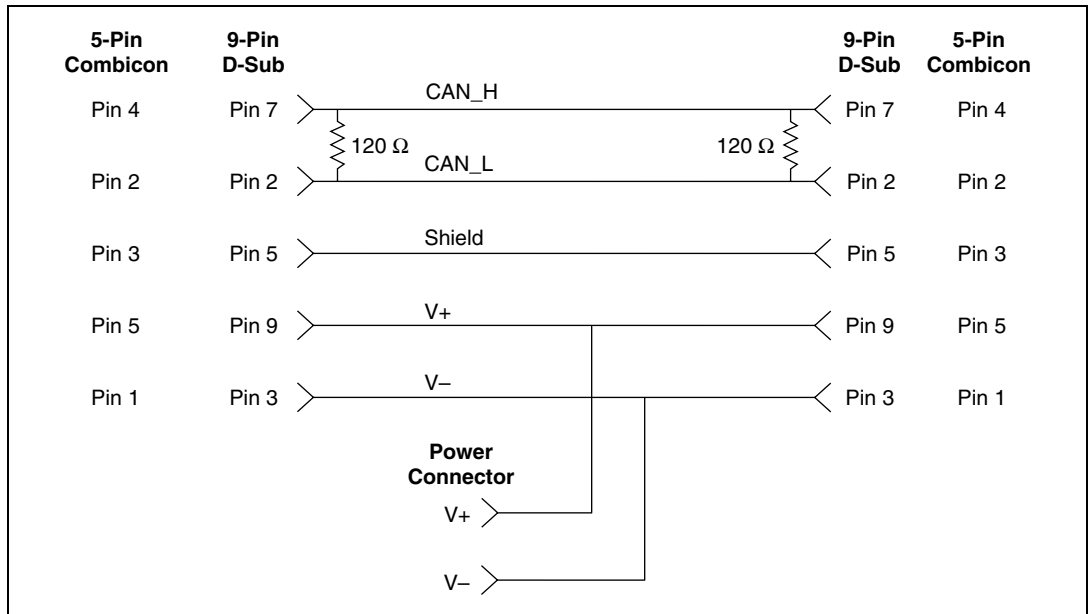 5-Pin Combicon 9-Pin D-Sub 9-Pin D-Sub 5-Pin Combicon
Pin 4 Pin 7 CAN_H Pin 7 Pin 4
120 Ω 120 Ω
Pin 2 Pin 2 CAN_L Pin 2 Pin 2
Pin 3 Pin 5 Shield Pin 5 Pin 3
Pin 5 Pin 9 V+ Pin 9 Pin 5
Pin 1 Pin 3 V– Pin 3 Pin 1
Power
Connector
V+
V–